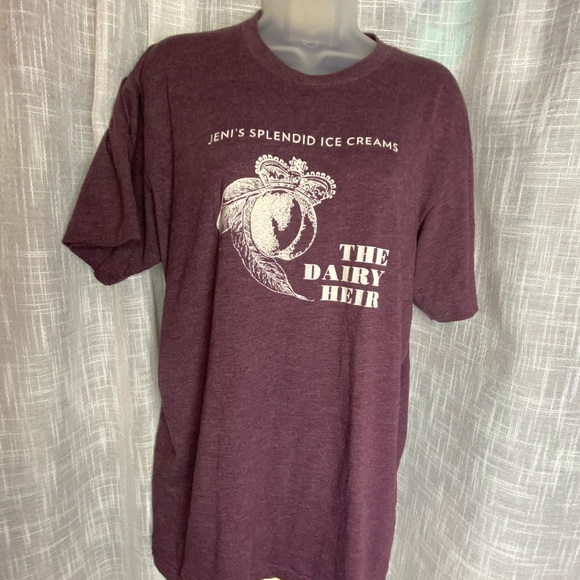 JENI'S SPLENDID ICE CREAMS
THE
DAIRY
HEIR